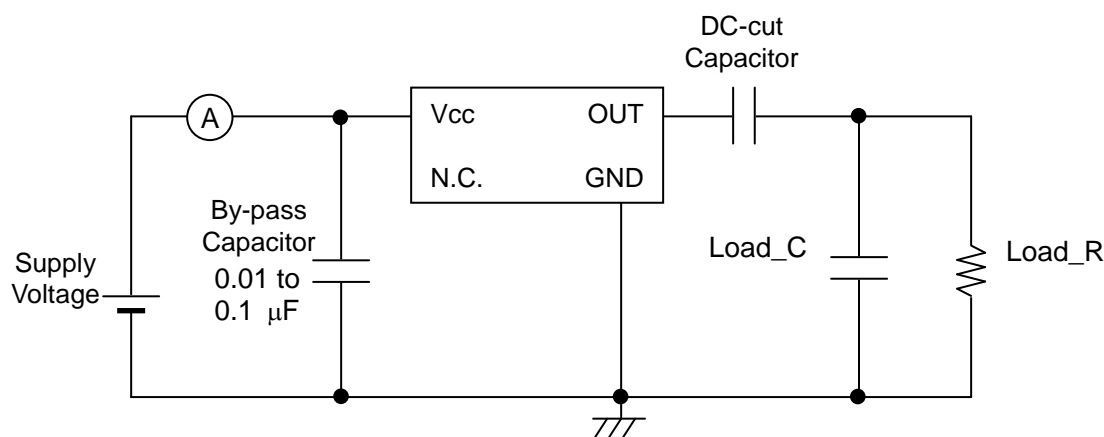 DC-cut
Capacitor
A
Vcc
OUT
N.C.
GND
By-pass
Capacitor
0.01 to
0.1 μF
Supply
Voltage
Load_C
Load_R